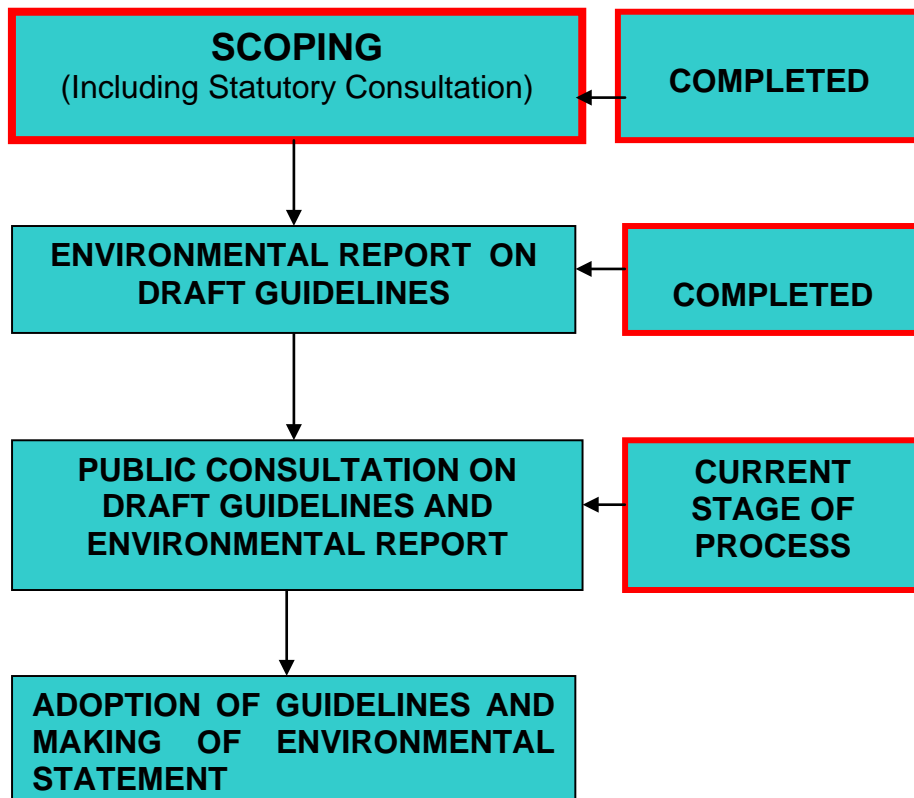 SCOPING
(Including Statutory Consultation)
COMPLETED
ENVIRONMENTAL REPORT ON
DRAFT GUIDELINES
COMPLETED
PUBLIC CONSULTATION ON
DRAFT GUIDELINES AND
ENVIRONMENTAL REPORT
CURRENT
STAGE OF
PROCESS
ADOPTION OF GUIDELINES AND
MAKING OF ENVIRONMENTAL
STATEMENT